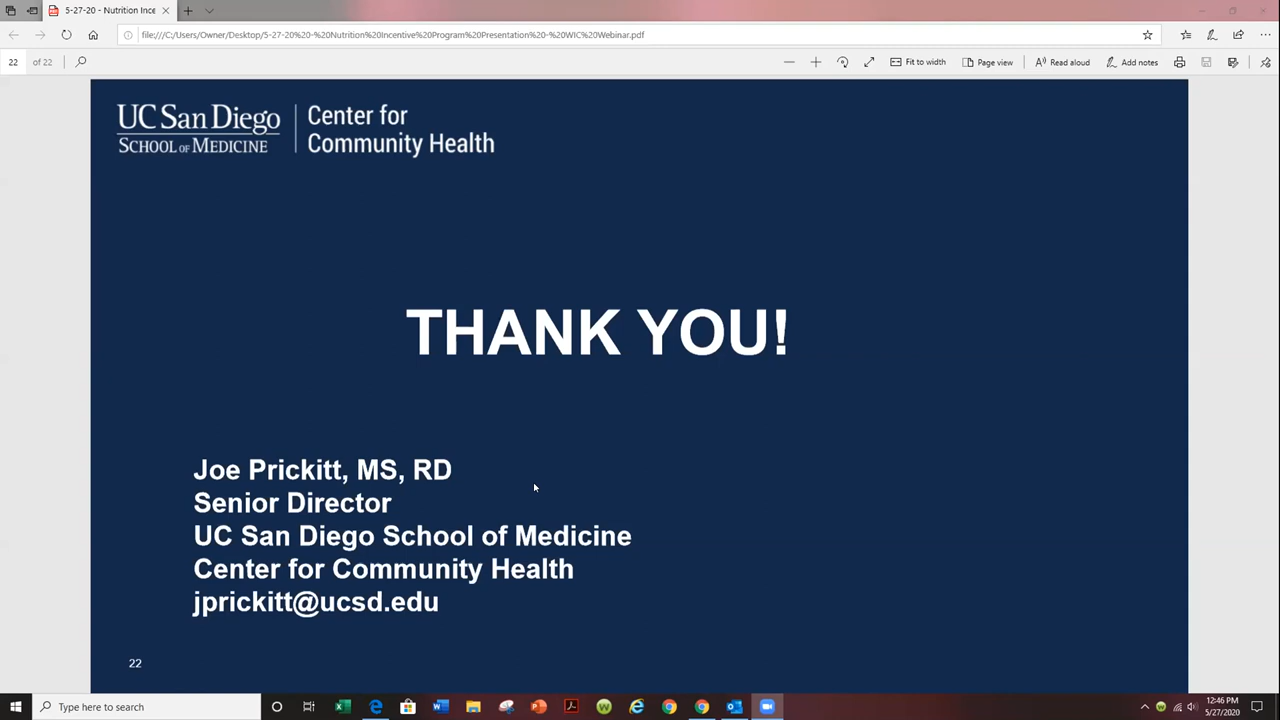 5-27-20 - Nutrition Ince
file:///C:/Users/Owner/Desktop/5-27-20%20-%20Nutrition%20Incentive%20Program%20Presentation%20-%20WIC%20Webinar.pdf
22 of 22
Fit to width
Page view
Read aloud
Add notes
UC San Diego
SCHOOL OF MEDICINE
Center for
Community Health
THANK YOU!
Joe Prickitt, MS, RD
Senior Director
UC San Diego School of Medicine
Center for Community Health
jprickitt@ucsd.edu
22
Type here to search
12:46 PM
5/27/2020